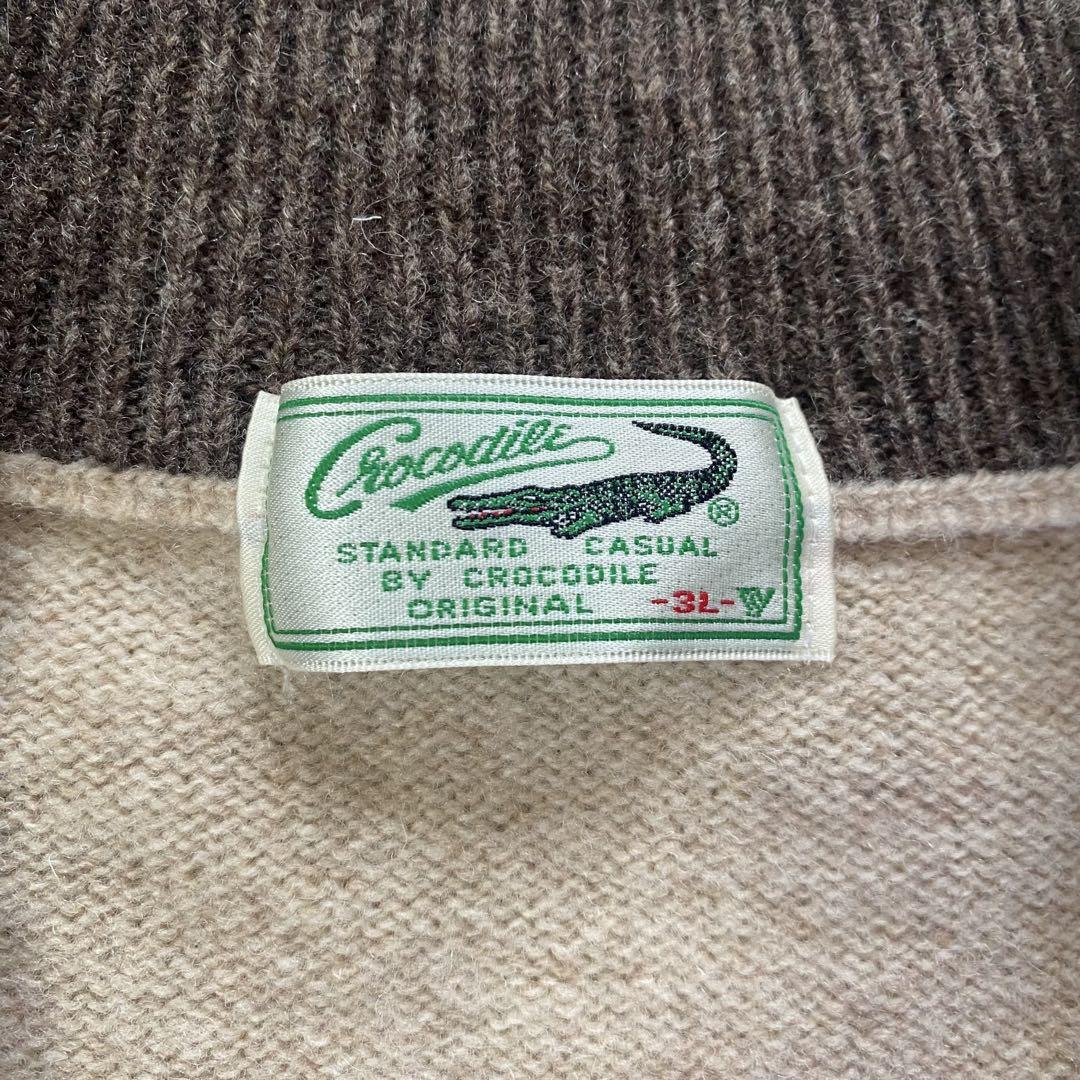 Crocodile ®
STANDARD CASUAL
BY CROCODILE
ORIGINAL -3L-